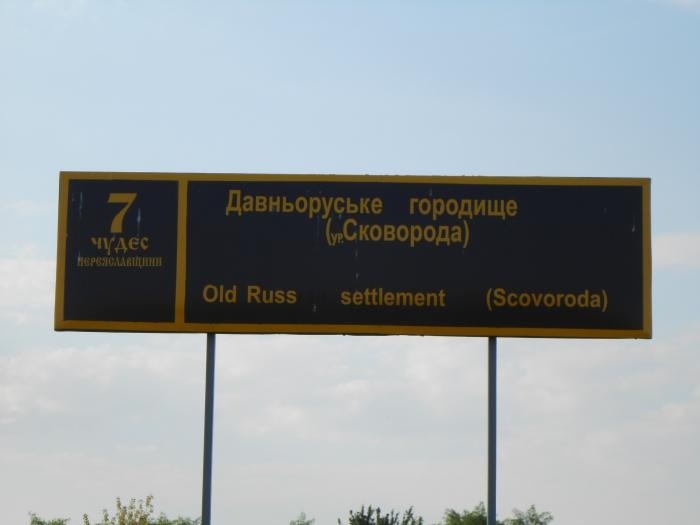 7
ЧУДЕС
ПЕРЕЯСЛАВЩИНИ
Давньоруське городище
(ур.Сковорода)
Old Russ settlement (Scovoroda)